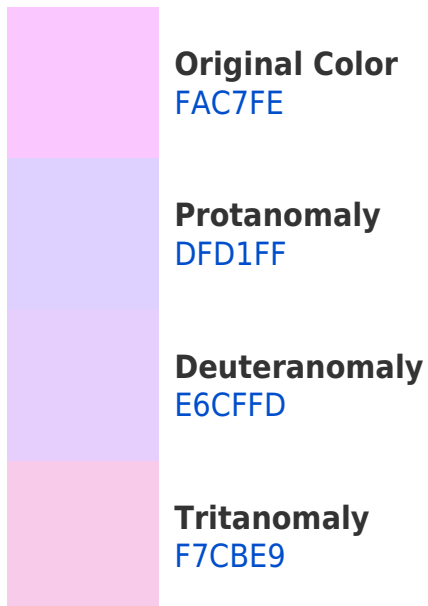 Original Color
FAC7FE
Protanomaly
DFD1FF
Deuteranomaly
E6CFFD
Tritanomaly
F7CBE9